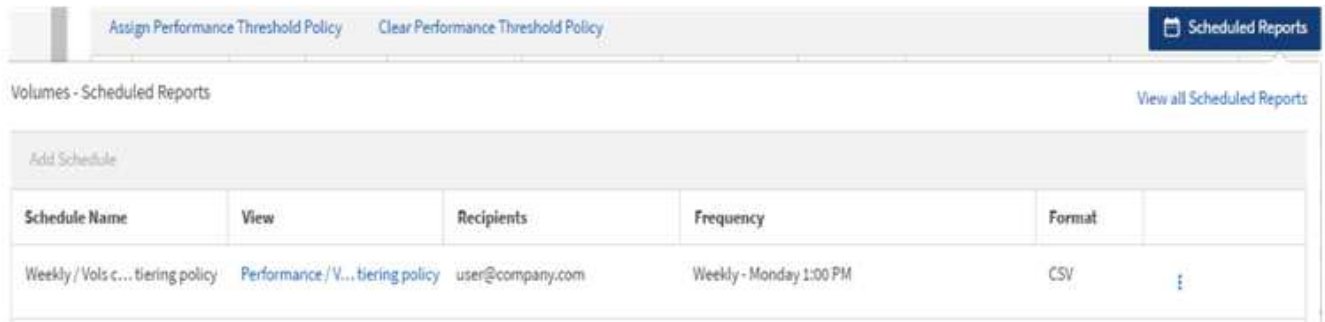 Assign Performance Threshold Policy Clear Performance Threshold Policy Scheduled Reports
Volumes - Scheduled Reports View all Scheduled Reports
Add Schedule
Schedule Name View Recipients Frequency Format
Weekly / Vols c... tiering policy Performance / V... tiering policy user@company.com Weekly - Monday 1:00 PM CSV